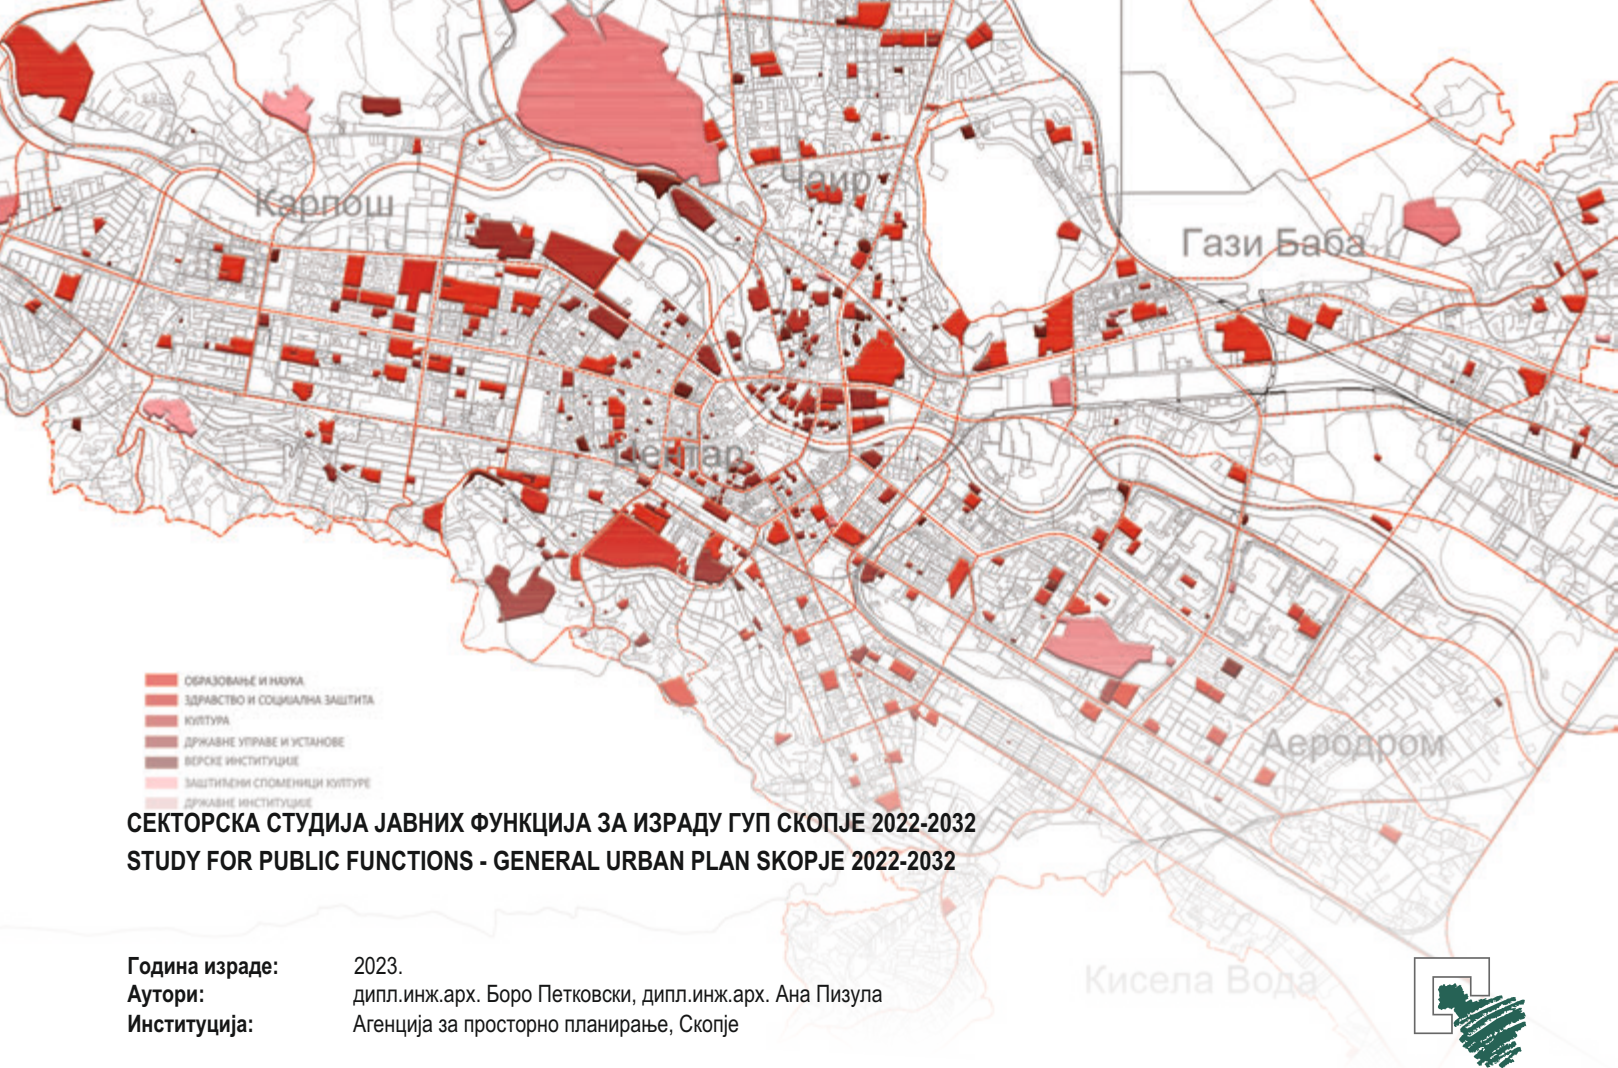 Чаир
Карпош
Гази Баба
Центар
ОБРАЗОВАЊЕ И НАУКА
ЗДРАВСТВО И СОЦИЈАЛНА ЗАШТИТА
КУЛТУРА
ДРЖАВНЕ УПРАВЕ И УСТАНОВЕ
ВЕРСКЕ ИНСТИТУЦИЈЕ
ЗАШТИЋЕНИ СПОМЕНИЦИ КУЛТУРЕ
ДРЖАВНЕ ИНСТИТУЦИЈЕ
Аеродром
СЕКТОРСКА СТУДИЈА ЈАВНИХ ФУНКЦИЈА ЗА ИЗРАДУ ГУП СКОПЈЕ 2022-2032
STUDY FOR PUBLIC FUNCTIONS - GENERAL URBAN PLAN SKOPJE 2022-2032
Кисела Вода
Година израде: 2023.
Аутори: дипл.инж.арх. Боро Петковски, дипл.инж.арх. Ана Пизула
Институција: Агенција за просторно планирање, Скопје